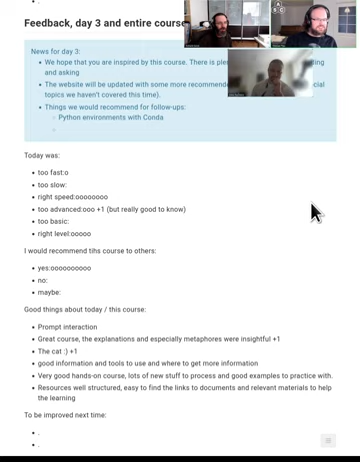 Feedback, day 3 and entire course
News for day 3:
We hope that you are inspired by this course. There is ple
ting
and asking
The website will be updated with some more recommend
cial
topics we haven't covered this time).
Things we would recommend for follow-ups:
Python environments with Conda
Today was:
too fast:o
too slow:
right speed:oooooooo
too advanced:ooo +1 (but really good to know)
too basic:
right level:ooooo
I would recommend tihs course to others:
yes:oooooooooo
no:
maybe:
Good things about today / this course:
Prompt interaction
Great course, the explanations and especially metaphores were insightful +1
The cat :) +1
good information and tools to use and where to get more information
Very good hands-on course, lots of new stuff to process and good examples to practice with.
Resources well structured, easy to find the links to documents and relevant materials to help
the learning
To be improved next time:
.
.